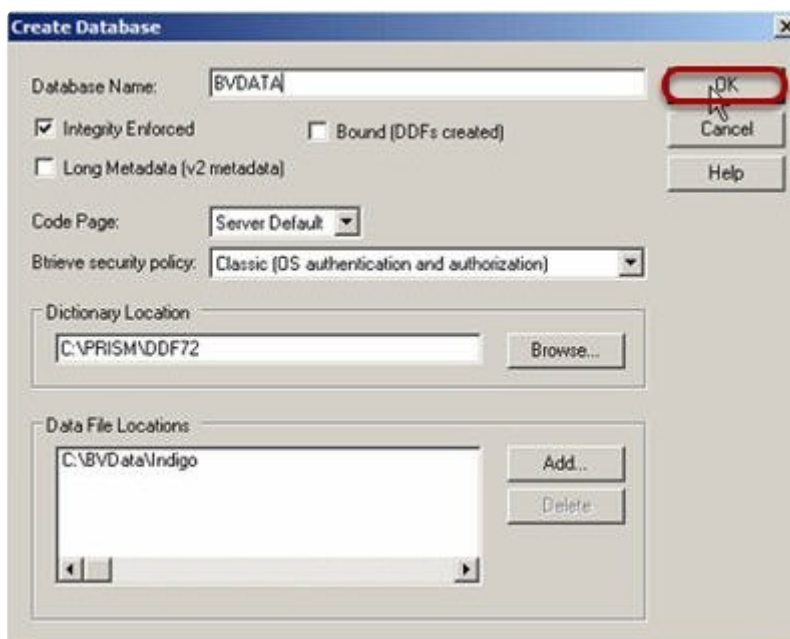 Create Database
Database Name: BVDATA
OK
Integrity Enforced
Bound (DDFs created)
Cancel
Long Metadata (v2 metadata)
Help
Code Page: Server Default
Btrieve security policy: Classic (OS authentication and authorization)
Dictionary Location
C:\PRISM\DDF72
Browse...
Data File Locations
C:\BVData\Indigo
Add...
Delete